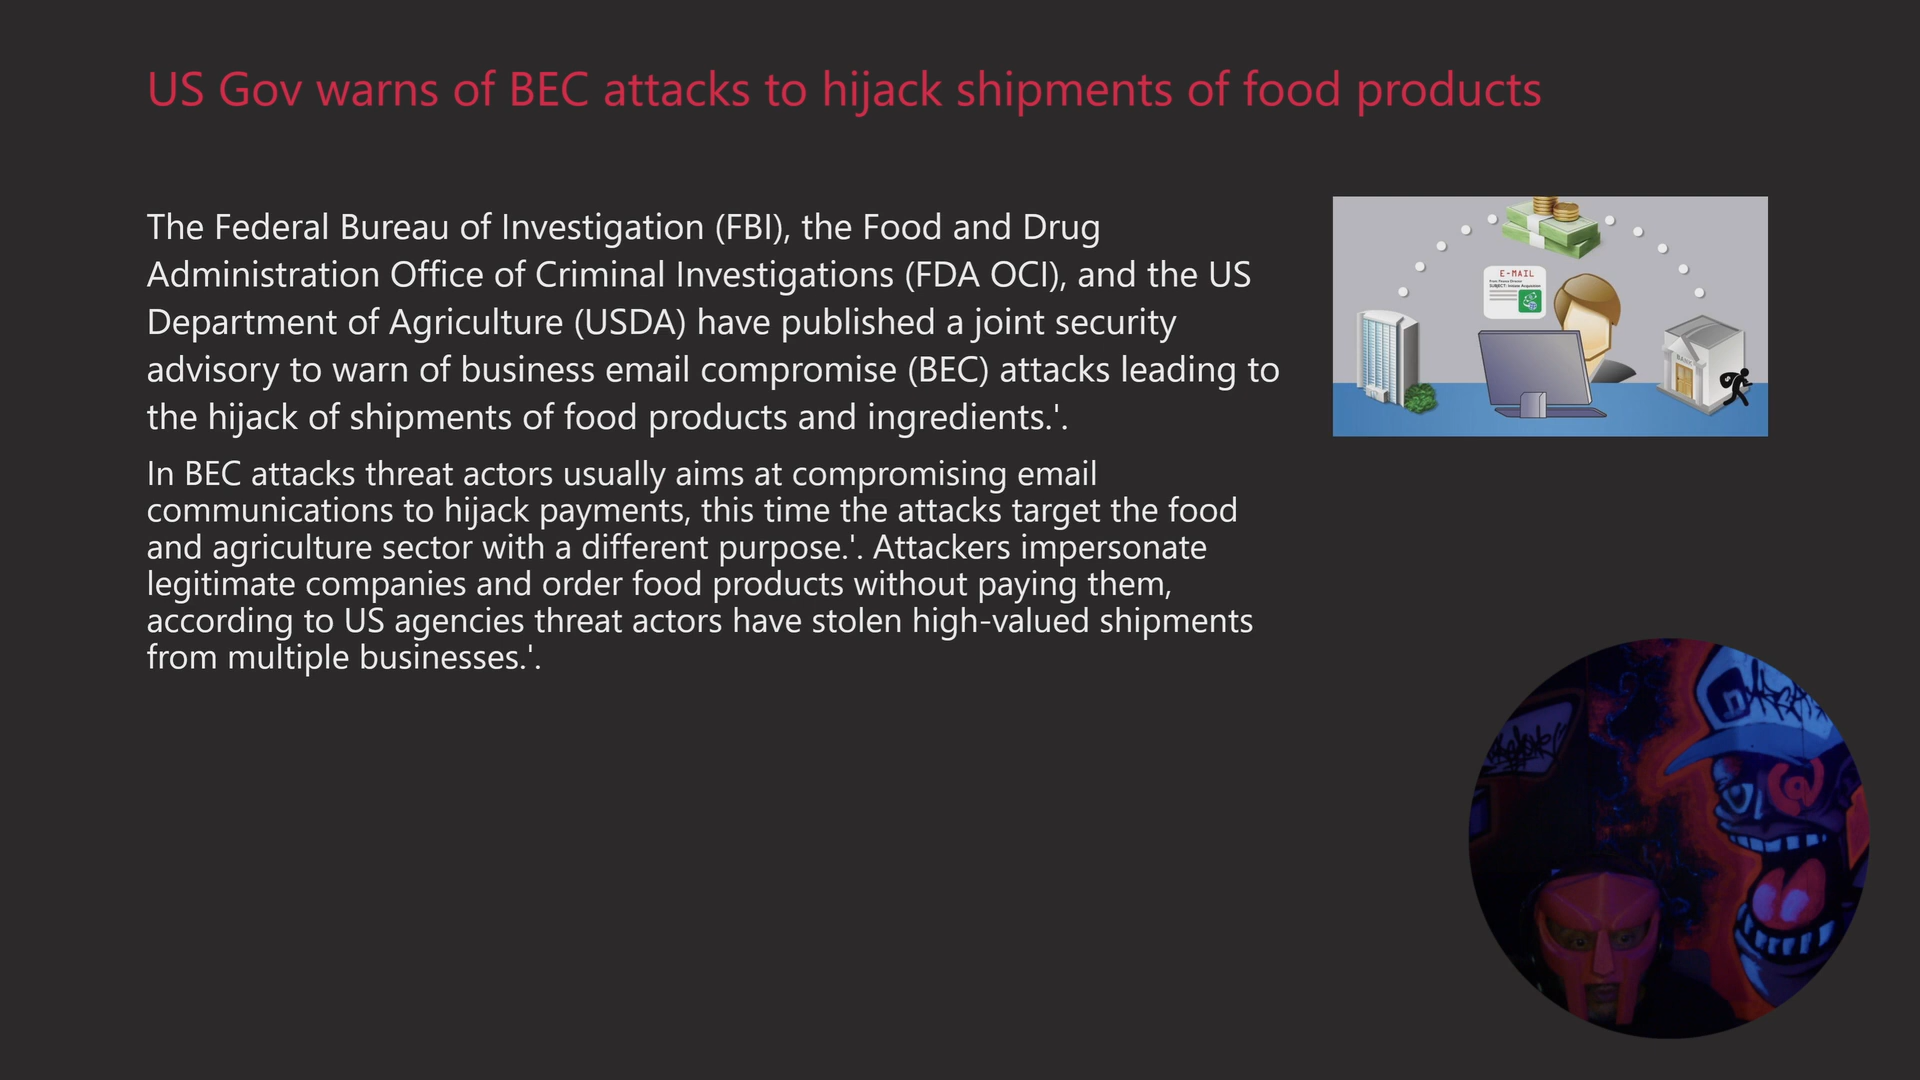 US Gov warns of BEC attacks to hijack shipments of food products
The Federal Bureau of Investigation (FBI), the Food and Drug
Administration Office of Criminal Investigations (FDA OCI), and the US
Department of Agriculture (USDA) have published a joint security
advisory to warn of business email compromise (BEC) attacks leading to
the hijack of shipments of food products and ingredients.'.
In BEC attacks threat actors usually aims at compromising email
communications to hijack payments, this time the attacks target the food
and agriculture sector with a different purpose.'. Attackers impersonate
legitimate companies and order food products without paying them,
according to US agencies threat actors have stolen high-valued shipments
from multiple businesses.'.
E-MAIL
SUBJECT: